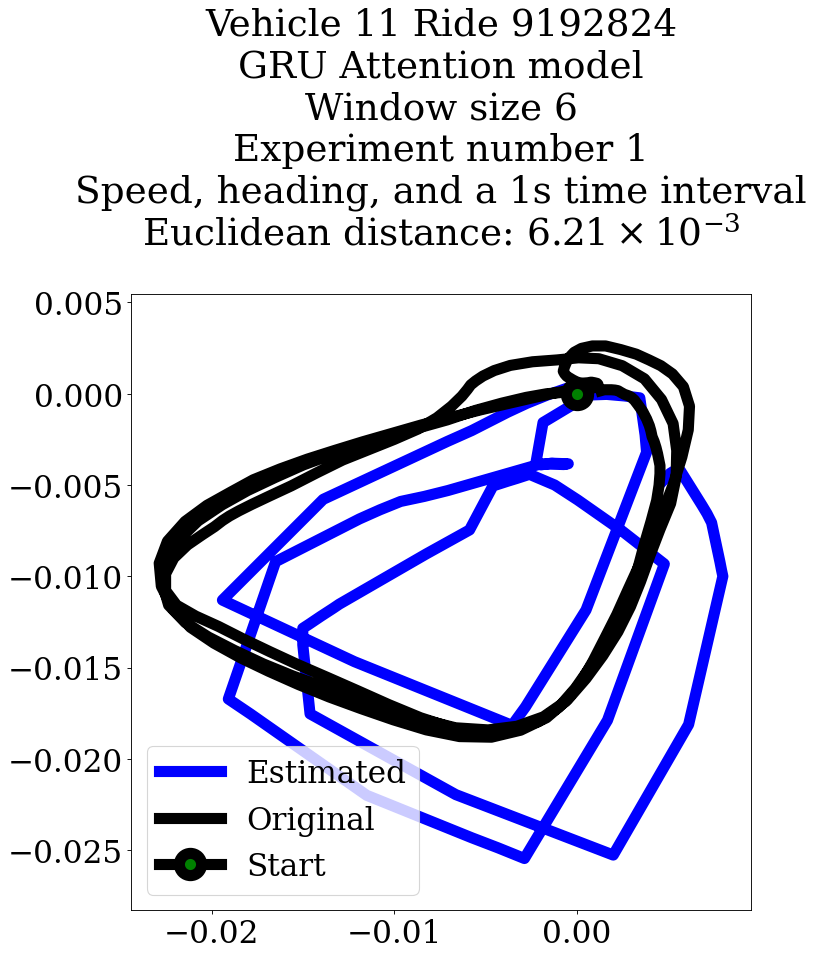 Vehicle 11 Ride 9192824
GRU Attention model
Window size 6
Experiment number 1
Speed, heading, and a 1s time interval
Euclidean distance: 6.21 × 10⁻³
0.005
0.000
−0.005
−0.010
−0.015
−0.020
−0.025
Estimated
Original
Start
−0.02
−0.01
0.00